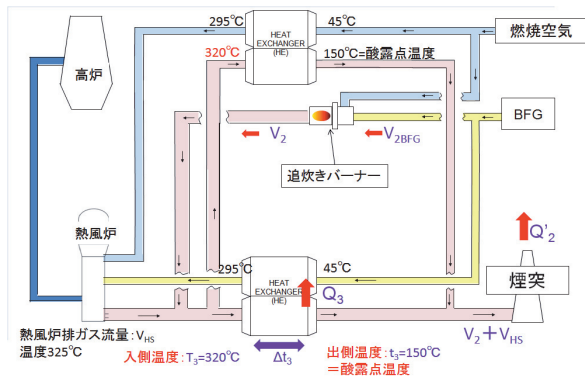 295℃
45℃
HEAT
EXCHANGER
(HE)
燃焼空気
320℃
150℃=酸露点温度
高炉
BFG
V2
V2BFG
追炊きバーナー
熱風炉
Q'2
295℃
45℃
HEAT
EXCHANGER
(HE)
Q3
煙突
V2+VHS
熱風炉排ガス流量:VHS
温度325℃
入側温度:T3=320℃
Δt3
出側温度:t3=150℃
=酸露点温度